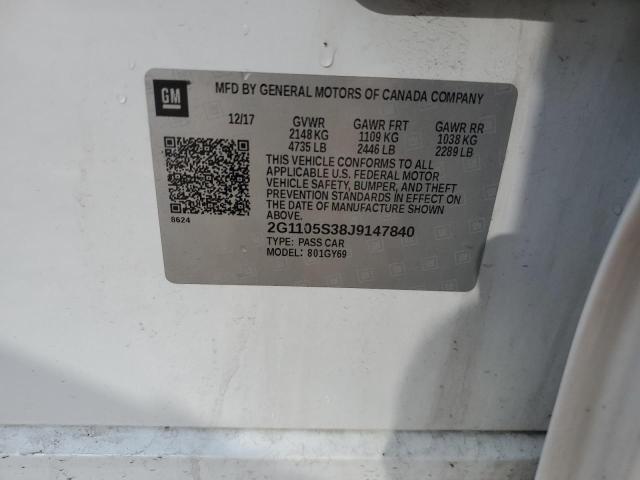 GM
MFD BY GENERAL MOTORS OF CANADA COMPANY
12/17 GVWR GAWR FRT GAWR RR
2148 KG 1109 KG 1038 KG
4735 LB 2446 LB 2289 LB
THIS VEHICLE CONFORMS TO ALL
APPLICABLE U.S. FEDERAL MOTOR
VEHICLE SAFETY, BUMPER, AND THEFT
PREVENTION STANDARDS IN EFFECT ON
THE DATE OF MANUFACTURE SHOWN
ABOVE.
8624
2G1105S38J9147840
TYPE: PASS CAR
MODEL: 801GY69